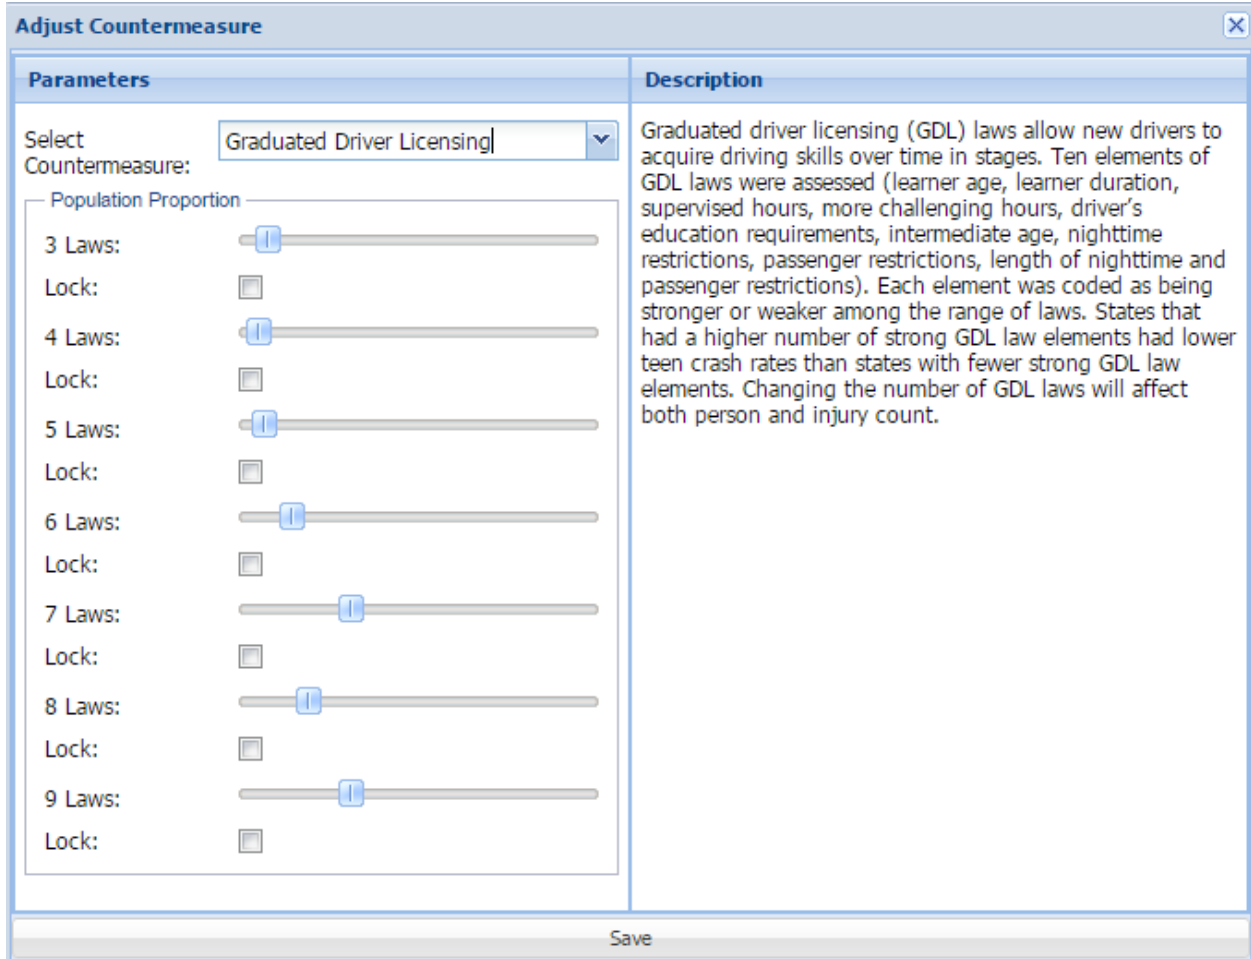 Adjust Countermeasure
Parameters
Select
Countermeasure:
Graduated Driver Licensing
Population Proportion
3 Laws:
Lock:
4 Laws:
Lock:
5 Laws:
Lock:
6 Laws:
Lock:
7 Laws:
Lock:
8 Laws:
Lock:
9 Laws:
Lock:
Description
Graduated driver licensing (GDL) laws allow new drivers to
acquire driving skills over time in stages. Ten elements of
GDL laws were assessed (learner age, learner duration,
supervised hours, more challenging hours, driver's
education requirements, intermediate age, nighttime
restrictions, passenger restrictions, length of nighttime and
passenger restrictions). Each element was coded as being
stronger or weaker among the range of laws. States that
had a higher number of strong GDL law elements had lower
teen crash rates than states with fewer strong GDL law
elements. Changing the number of GDL laws will affect
both person and injury count.
Save